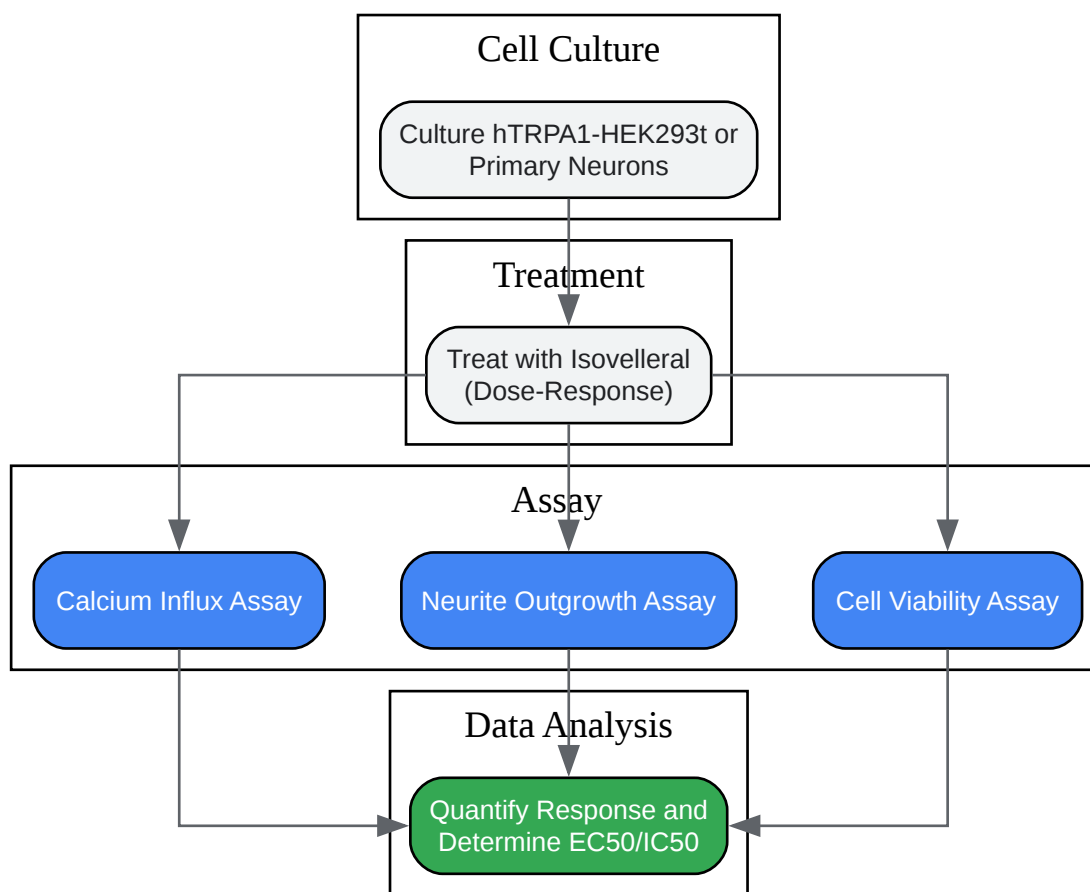 Cell Culture
Culture hTRPA1-HEK293t or
Primary Neurons
Treatment
Treat with Isovelleral
(Dose-Response)
Assay
Calcium Influx Assay
Neurite Outgrowth Assay
Cell Viability Assay
Data Analysis
Quantify Response and
Determine EC50/IC50